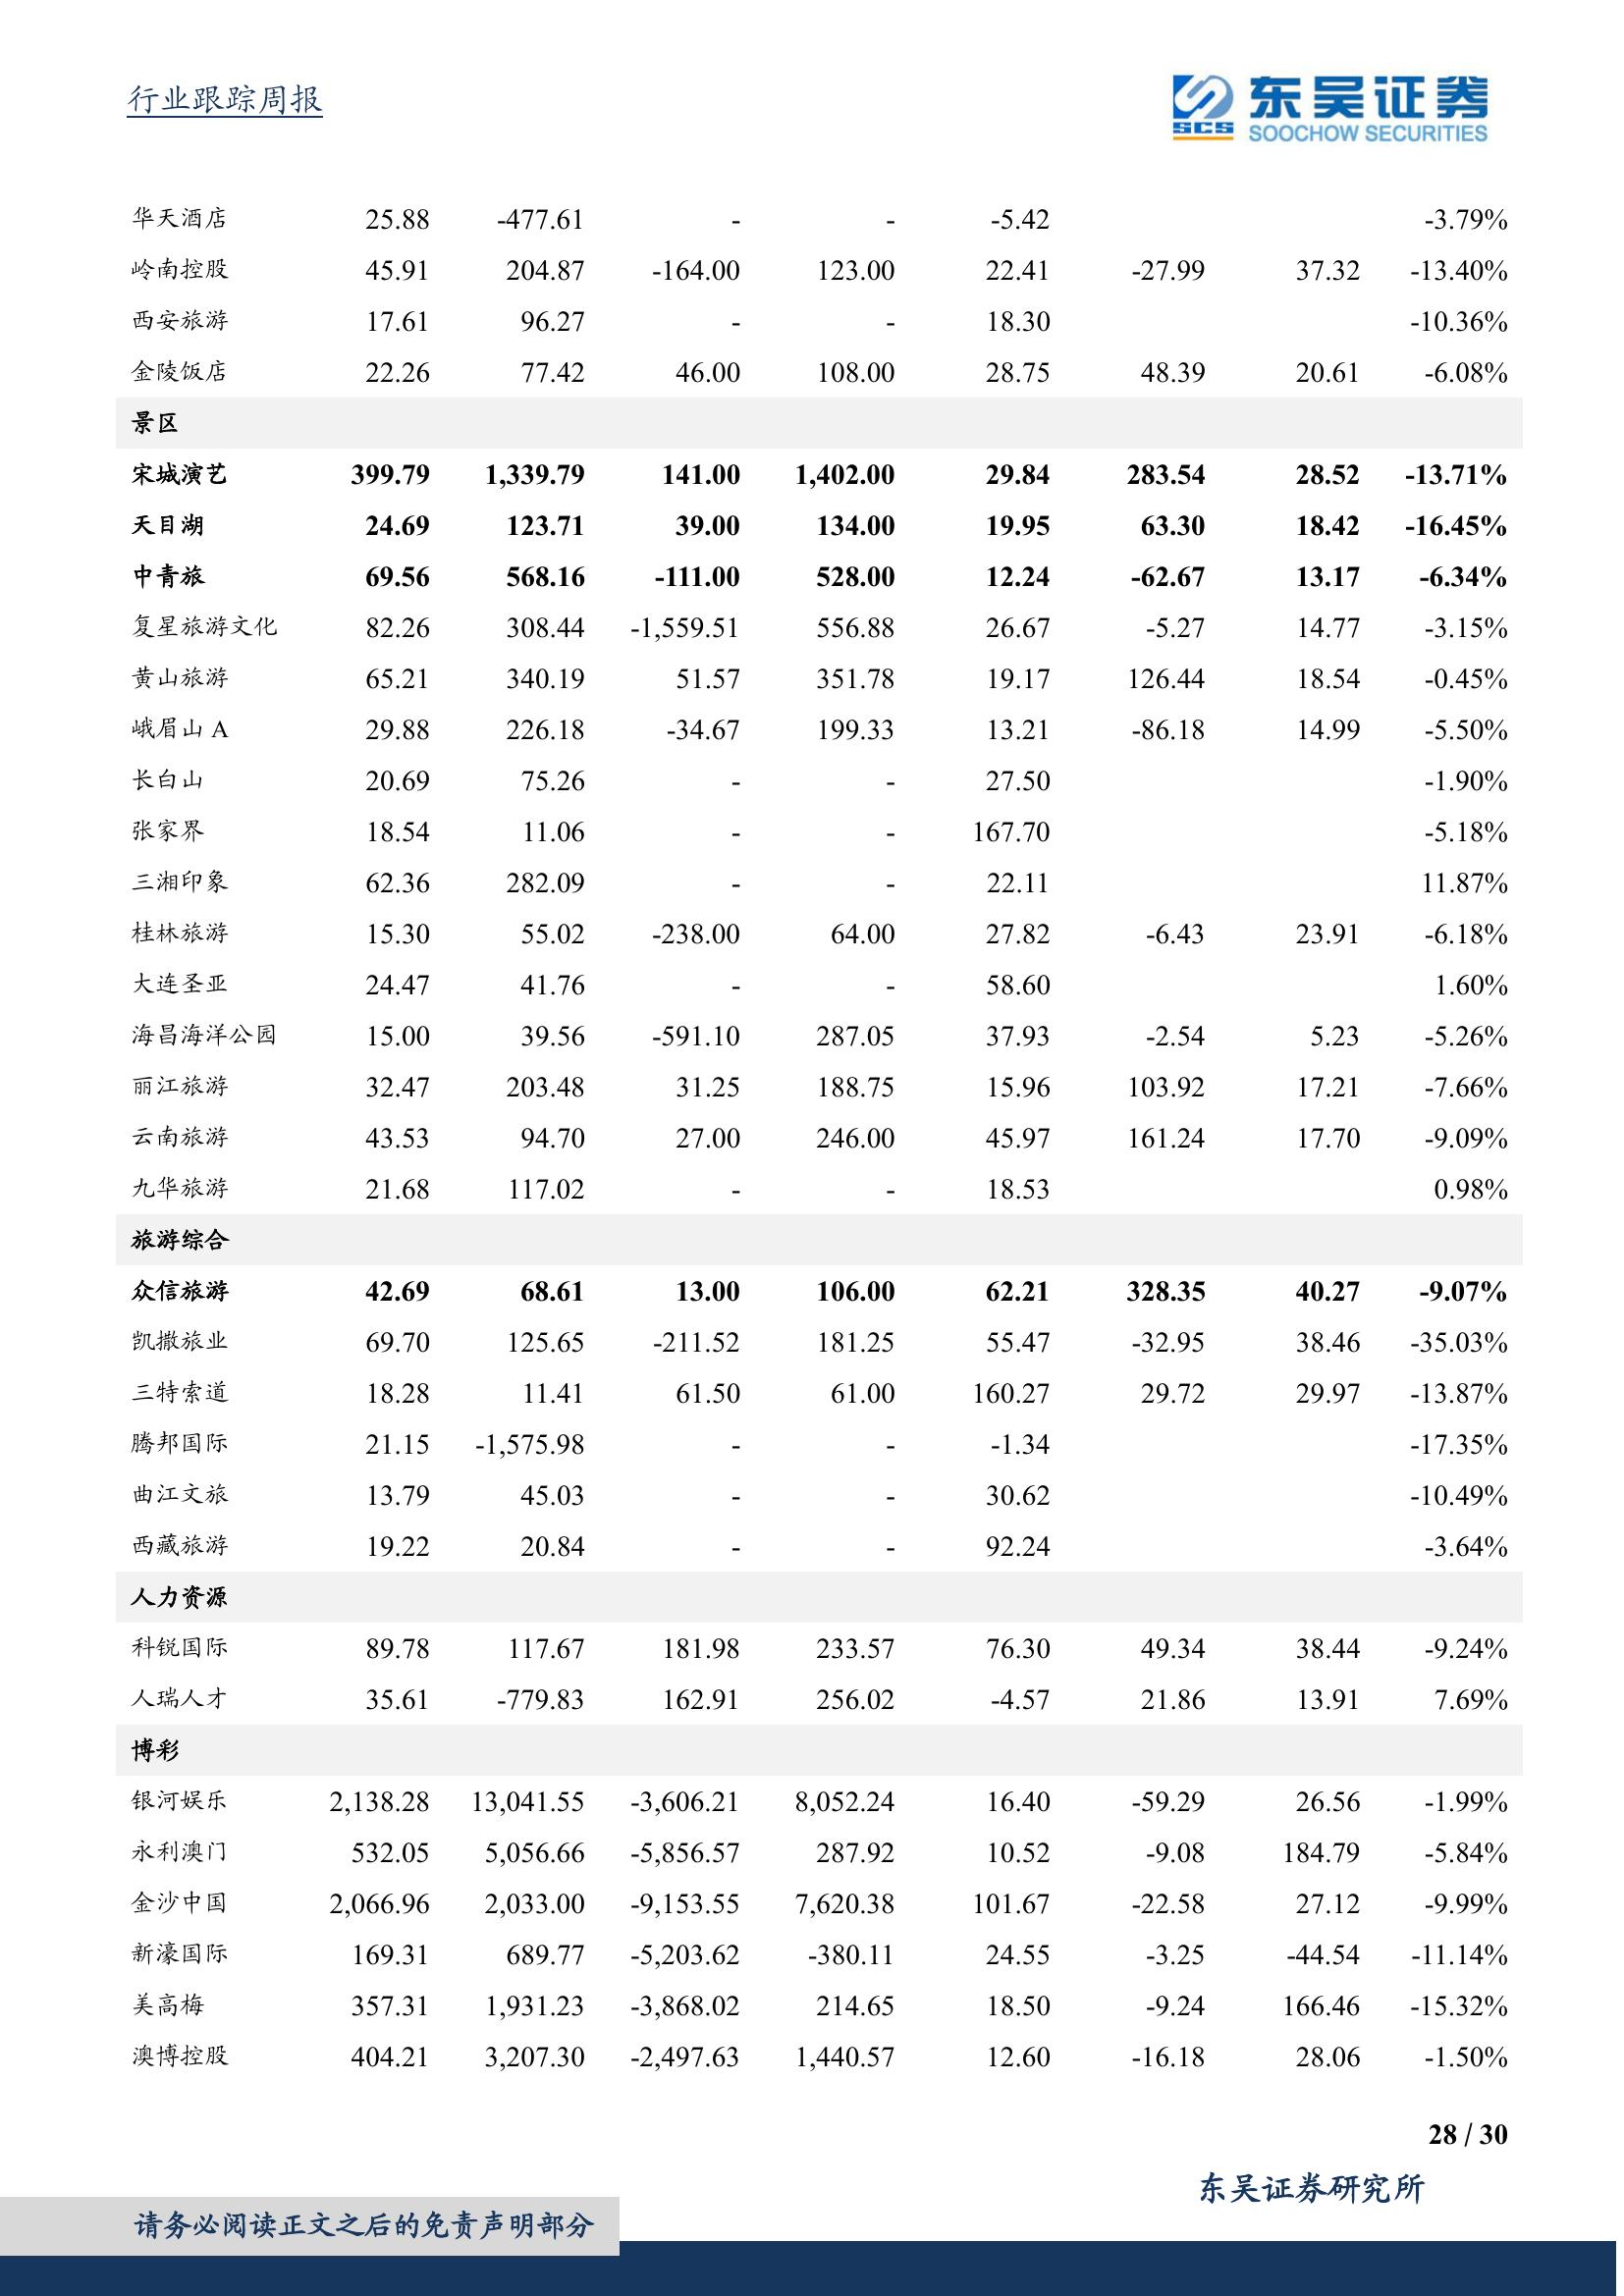 行业跟踪周报
SCS
东吴证券
SOOCHOW SECURITIES
华天酒店 25.88 -477.61 - - -5.42 -3.79%
岭南控股 45.91 204.87 -164.00 123.00 22.41 -27.99 37.32 -13.40%
西安旅游 17.61 96.27 - - 18.30 -10.36%
金陵饭店 22.26 77.42 46.00 108.00 28.75 48.39 20.61 -6.08%
景区
宋城演艺 399.79 1,339.79 141.00 1,402.00 29.84 283.54 28.52 -13.71%
天目湖 24.69 123.71 39.00 134.00 19.95 63.30 18.42 -16.45%
中青旅 69.56 568.16 -111.00 528.00 12.24 -62.67 13.17 -6.34%
复星旅游文化 82.26 308.44 -1,559.51 556.88 26.67 -5.27 14.77 -3.15%
黄山旅游 65.21 340.19 51.57 351.78 19.17 126.44 18.54 -0.45%
峨眉山 A 29.88 226.18 -34.67 199.33 13.21 -86.18 14.99 -5.50%
长白山 20.69 75.26 - - 27.50 -1.90%
张家界 18.54 11.06 - - 167.70 -5.18%
三湘印象 62.36 282.09 - - 22.11 11.87%
桂林旅游 15.30 55.02 -238.00 64.00 27.82 -6.43 23.91 -6.18%
大连圣亚 24.47 41.76 - - 58.60 1.60%
海昌海洋公园 15.00 39.56 -591.10 287.05 37.93 -2.54 5.23 -5.26%
丽江旅游 32.47 203.48 31.25 188.75 15.96 103.92 17.21 -7.66%
云南旅游 43.53 94.70 27.00 246.00 45.97 161.24 17.70 -9.09%
九华旅游 21.68 117.02 - - 18.53 0.98%
旅游综合
众信旅游 42.69 68.61 13.00 106.00 62.21 328.35 40.27 -9.07%
凯撒旅业 69.70 125.65 -211.52 181.25 55.47 -32.95 38.46 -35.03%
三特索道 18.28 11.41 61.50 61.00 160.27 29.72 29.97 -13.87%
腾邦国际 21.15 -1,575.98 - - -1.34 -17.35%
曲江文旅 13.79 45.03 - - 30.62 -10.49%
西藏旅游 19.22 20.84 - - 92.24 -3.64%
人力资源
科锐国际 89.78 117.67 181.98 233.57 76.30 49.34 38.44 -9.24%
人瑞人才 35.61 -779.83 162.91 256.02 -4.57 21.86 13.91 7.69%
博彩
银河娱乐 2,138.28 13,041.55 -3,606.21 8,052.24 16.40 -59.29 26.56 -1.99%
永利澳门 532.05 5,056.66 -5,856.57 287.92 10.52 -9.08 184.79 -5.84%
金沙中国 2,066.96 2,033.00 -9,153.55 7,620.38 101.67 -22.58 27.12 -9.99%
新濠国际 169.31 689.77 -5,203.62 -380.11 24.55 -3.25 -44.54 -11.14%
美高梅 357.31 1,931.23 -3,868.02 214.65 18.50 -9.24 166.46 -15.32%
澳博控股 404.21 3,207.30 -2,497.63 1,440.57 12.60 -16.18 28.06 -1.50%
28 / 30
东吴证券研究所
请务必阅读正文之后的免责声明部分